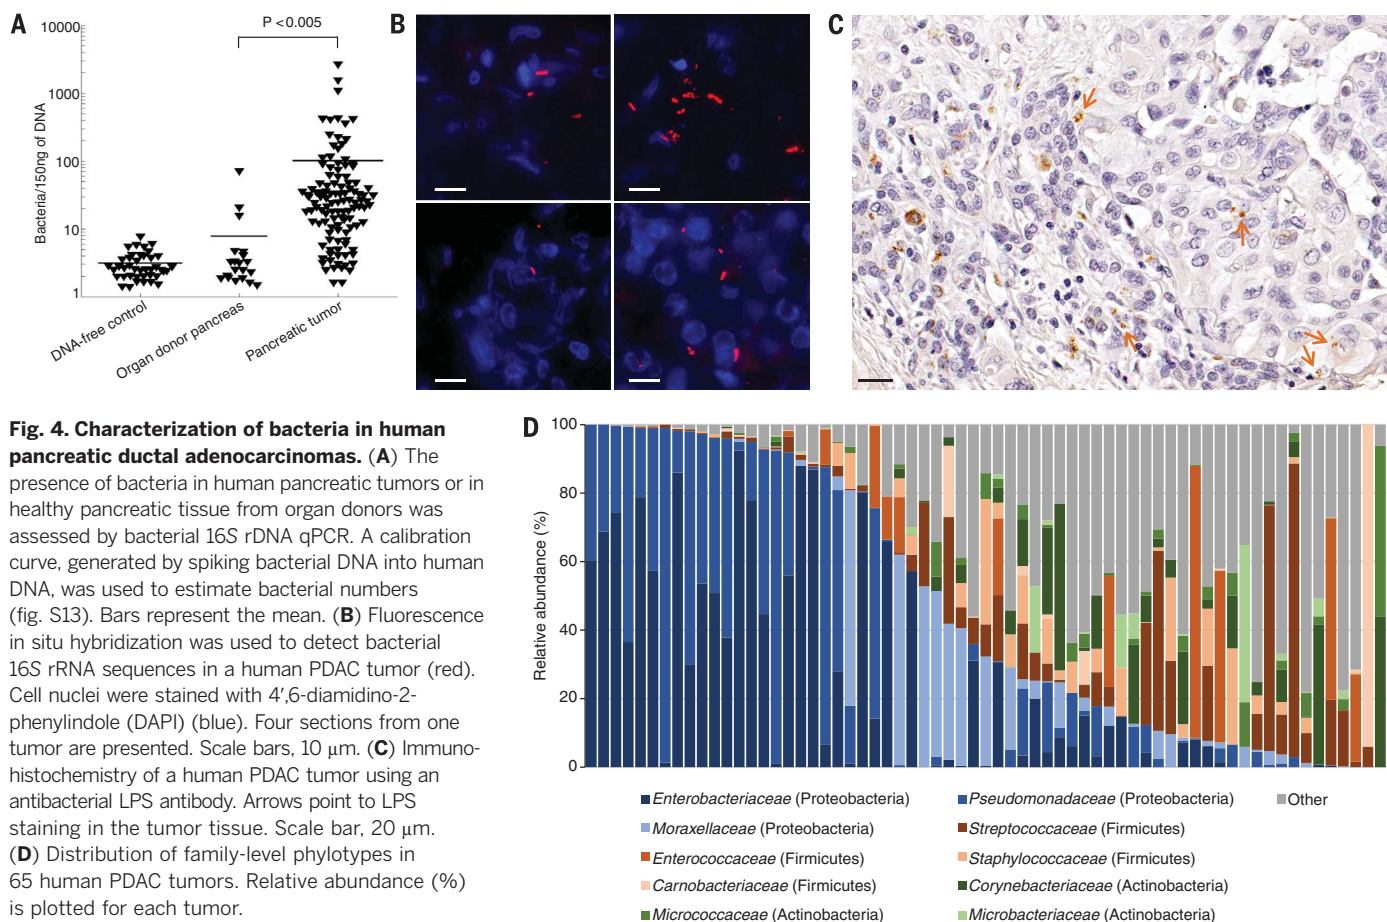 A
P < 0.005
10000
1000
100
10
1
Bacteria/150ng of DNA
DNA-free control
Organ donor pancreas
Pancreatic tumor
B
C
Fig. 4. Characterization of bacteria in human
pancreatic ductal adenocarcinomas. (A) The
presence of bacteria in human pancreatic tumors or in
healthy pancreatic tissue from organ donors was
assessed by bacterial 16S rDNA qPCR. A calibration
curve, generated by spiking bacterial DNA into human
DNA, was used to estimate bacterial numbers
(fig. S13). Bars represent the mean. (B) Fluorescence
in situ hybridization was used to detect bacterial
16S rRNA sequences in a human PDAC tumor (red).
Cell nuclei were stained with 4′,6-diamidino-2-
phenylindole (DAPI) (blue). Four sections from one
tumor are presented. Scale bars, 10 μm. (C) Immuno-
histochemistry of a human PDAC tumor using an
antibacterial LPS antibody. Arrows point to LPS
staining in the tumor tissue. Scale bar, 20 μm.
(D) Distribution of family-level phylotypes in
65 human PDAC tumors. Relative abundance (%)
is plotted for each tumor.
D
100
80
60
40
20
0
Relative abundance (%)
Enterobacteriaceae (Proteobacteria)
Pseudomonadaceae (Proteobacteria)
Other
Moraxellaceae (Proteobacteria)
Streptococcaceae (Firmicutes)
Enterococcaceae (Firmicutes)
Staphylococcaceae (Firmicutes)
Carnobacteriaceae (Firmicutes)
Corynebacteriaceae (Actinobacteria)
Micrococcaceae (Actinobacteria)
Microbacteriaceae (Actinobacteria)